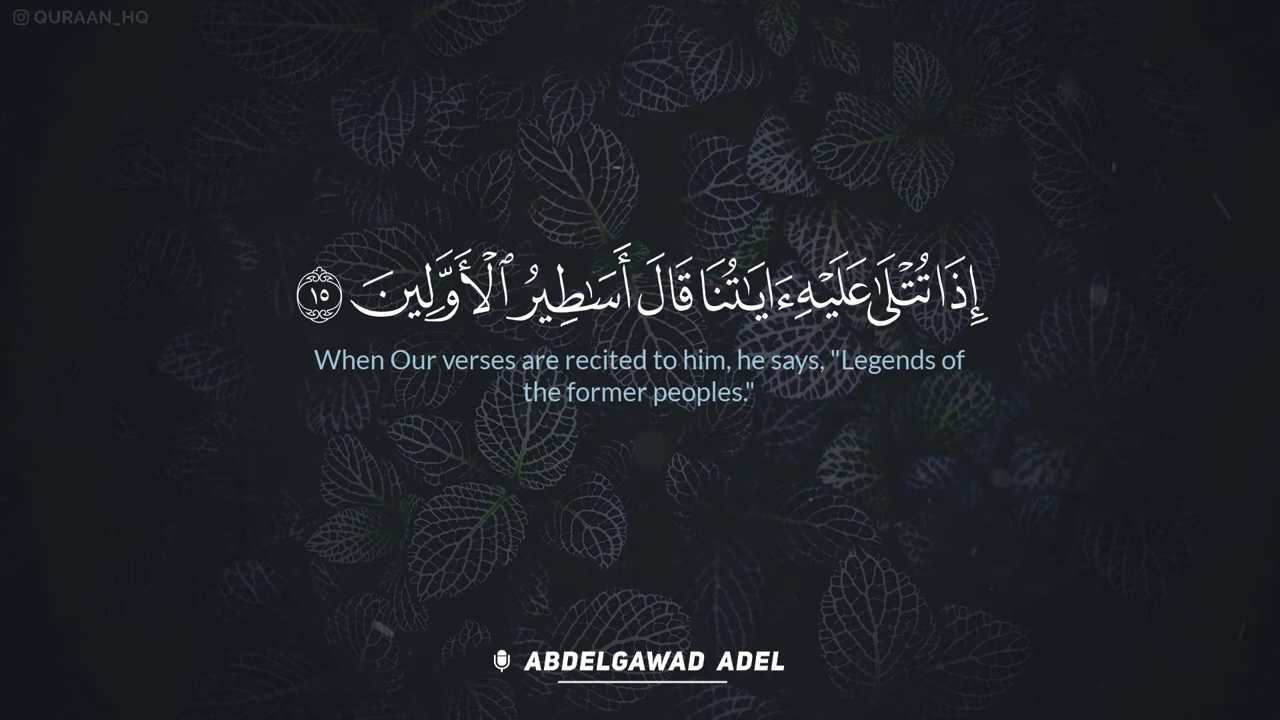 QURAAN_HQ
إِذَا تُتْلَىٰ عَلَيْهِ ءَايَـٰتُنَا قَالَ أَسَـٰطِيرُ ٱلْأَوَّلِينَ ١٥
When Our verses are recited to him, he says, "Legends of
the former peoples."
ABDELGAWAD ADEL